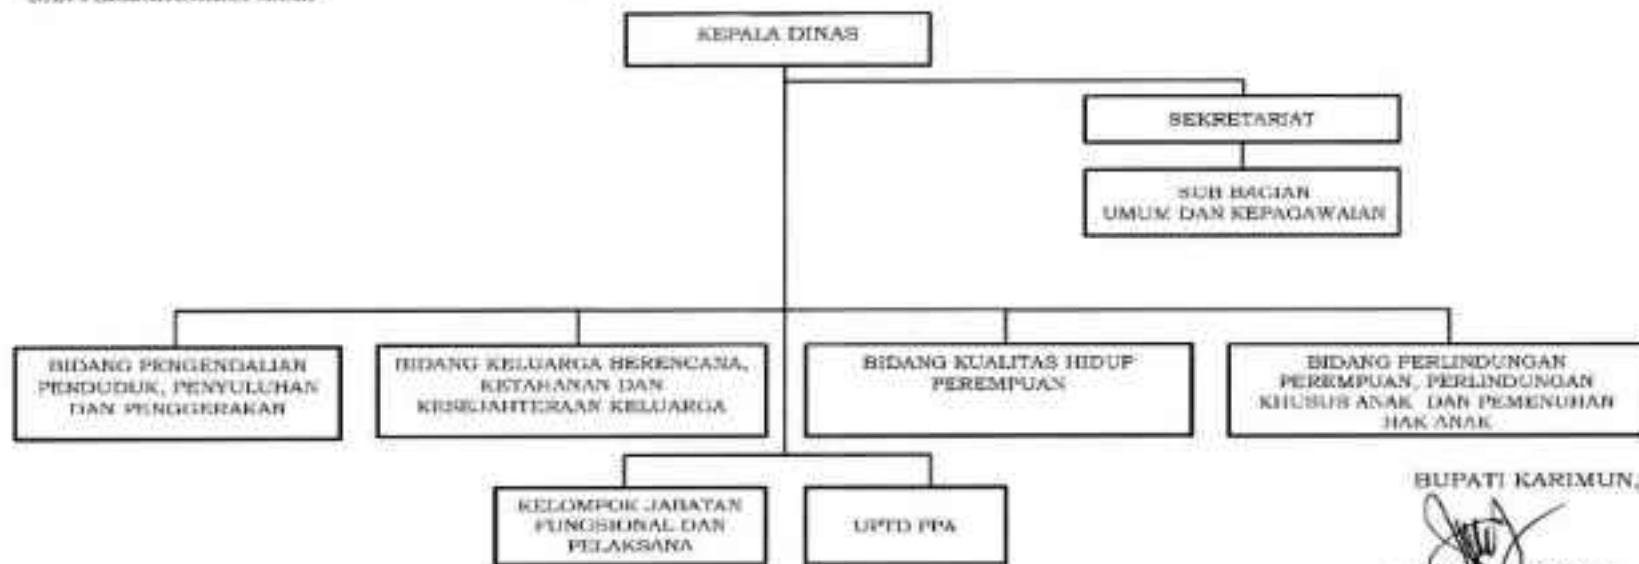 KEPALA DINAS
SEKRETARIAT
SUB BAGIAN
UMUM DAN KEPAGAWAIAN
BIDANG PENGENDALIAN
PENDUDUK, PENYULUHAN
DAN PENGGERAKAN
BIDANG KELUARGA BERENCANA,
KETAHANAN DAN
KESEJAHTERAAN KELUARGA
BIDANG KUALITAS HIDUP
PEREMPUAN
BIDANG PERLINDUNGAN
PEREMPUAN, PERLINDUNGAN
KHUSUS ANAK DAN PEMENUHAN
HAK ANAK
KELOMPOK JABATAN
FUNGSIONAL DAN
PELAKSANA
UPTD PPA
BUPATI KARIMUN,